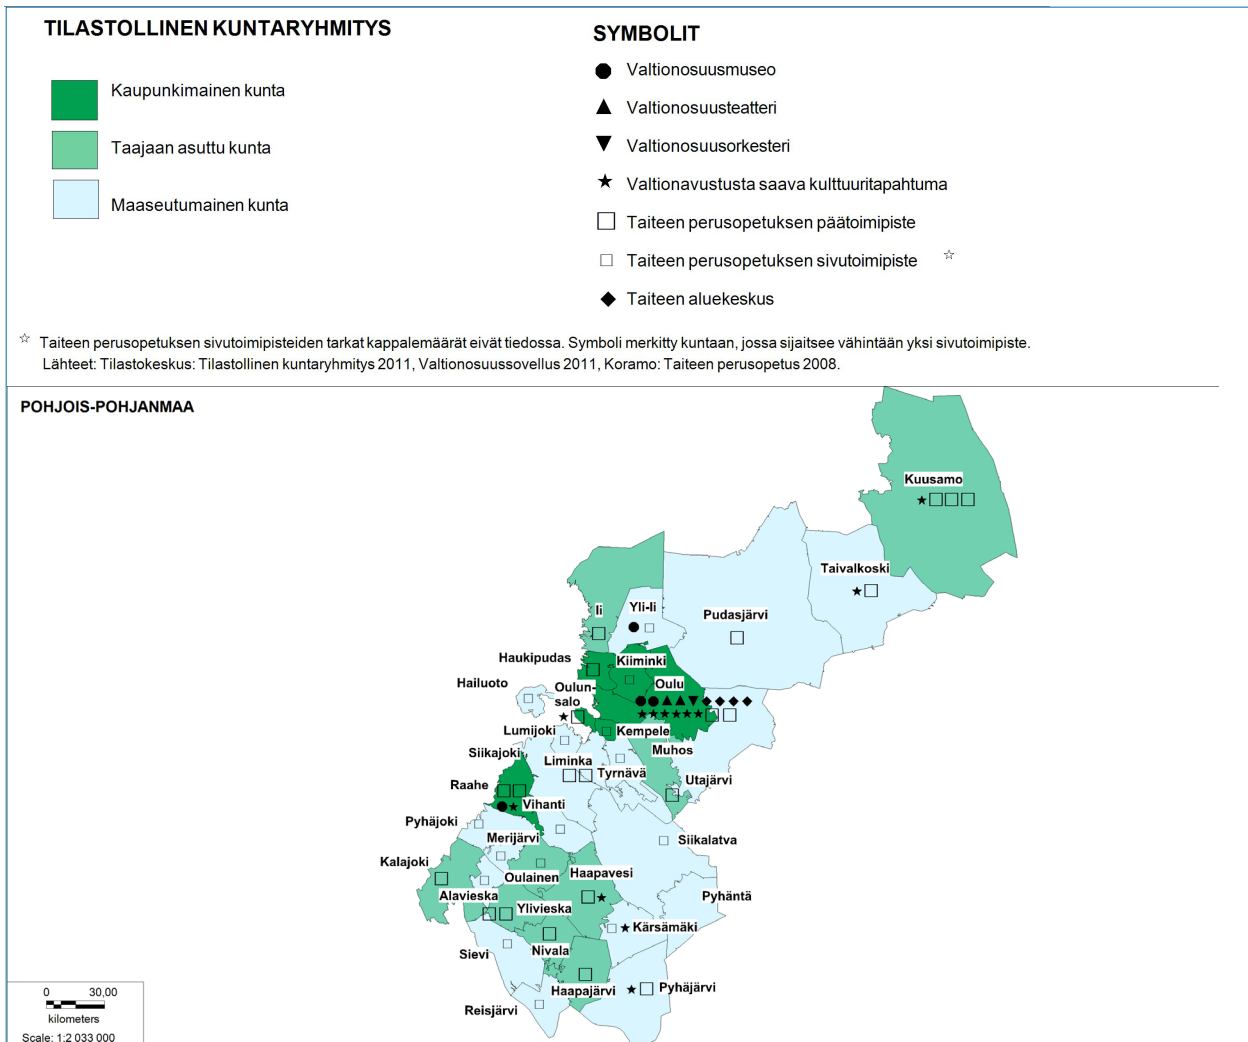 TILASTOLLINEN KUNTARYHMITYS
Kaupunkimainen kunta
Taajaan asuttu kunta
Maaseutumainen kunta
SYMBOLIT
Valtionosuusmuseo
Valtionosuusteatteri
Valtionosuusorkesteri
Valtionavustusta saava kulttuuritapahtuma
Taiteen perusopetuksen päätoimipiste
Taiteen perusopetuksen sivutoimipiste ☆
Taiteen aluekeskus
☆ Taiteen perusopetuksen sivutoimipisteiden tarkat kappalemäärät eivät tiedossa. Symboli merkitty kuntaan, jossa sijaitsee vähintään yksi sivutoimipiste.
Lähteet: Tilastokeskus: Tilastollinen kuntaryhmitys 2011, Valtionosuussovellus 2011, Koramo: Taiteen perusopetus 2008.
POHJOIS-POHJANMAA
Kuusamo
Taivalkoski
Ii
Yli-Ii
Pudasjärvi
Haukipudas
Kiiminki
Hailuoto
Oulun-
salo
Oulu
Lumijoki
Kempele
Siikajoki
Liminka
Muhos
Tyrnävä
Utajärvi
Raahe
Vihanti
Pyhäjoki
Merijärvi
Siikalatva
Kalajoki
Oulainen
Haapavesi
Alavieska
Ylivieska
Pyhäntä
Kärsämäki
Sievi
Nivala
Haapajärvi
Pyhäjärvi
Reisjärvi
0 30,00
kilometers
Scale: 1:2 033 000